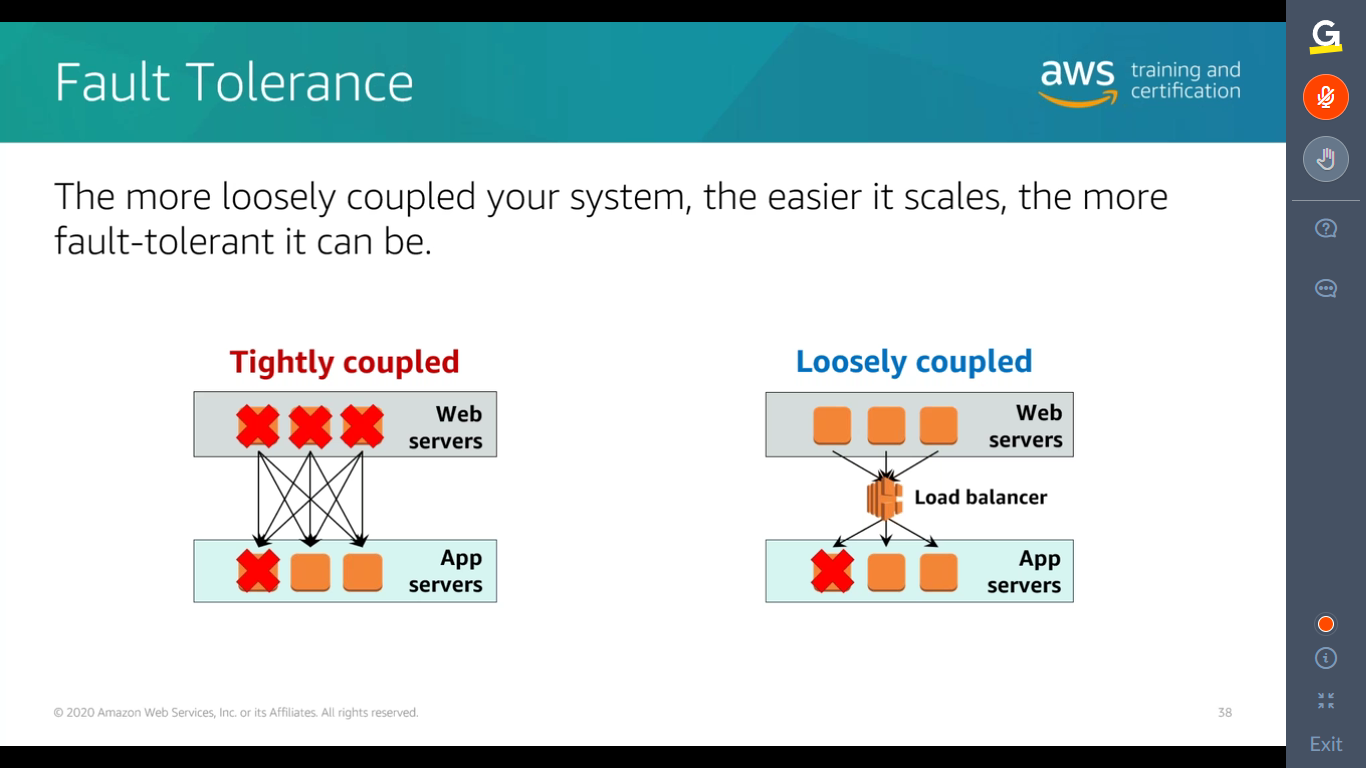 Fault Tolerance
aws training and
certification
The more loosely coupled your system, the easier it scales, the more
fault-tolerant it can be.
Tightly coupled
Web
servers
App
servers
Loosely coupled
Web
servers
Load balancer
App
servers
© 2020 Amazon Web Services, Inc. or its Affiliates. All rights reserved.
38
G
Exit